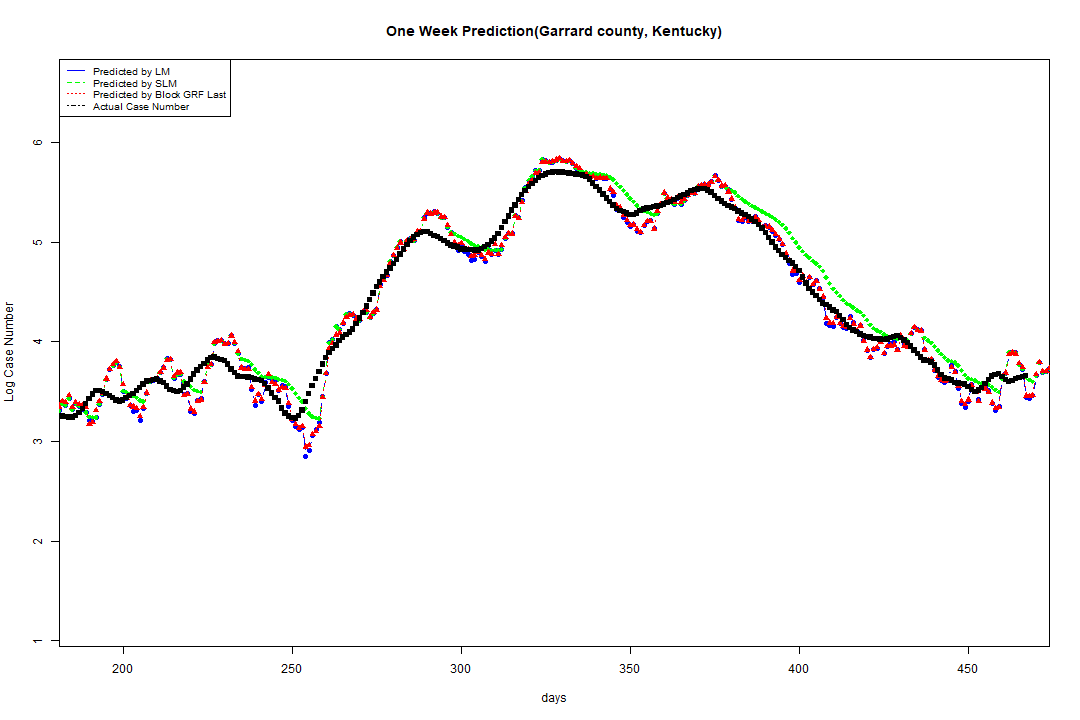 One Week Prediction(Garrard county, Kentucky)
Predicted by LM
Predicted by SLM
Predicted by Block GRF Last
Actual Case Number
6
5
4
3
2
1
Log Case Number
200
250
300
350
400
450
days